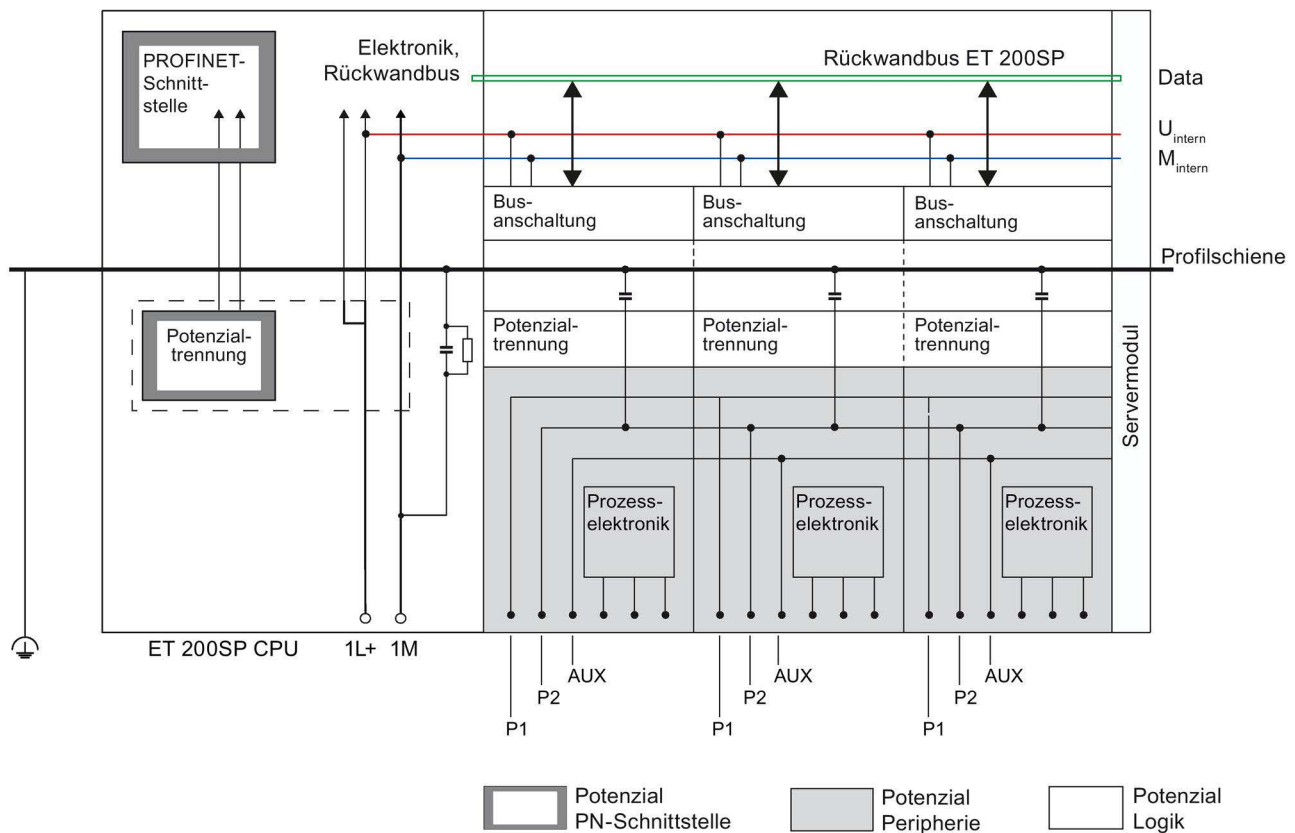 PROFINET-
Schnitt-
stelle
Elektronik,
Rückwandbus
Rückwandbus ET 200SP
Data
Uintern
Mintern
Bus-
anschaltung
Bus-
anschaltung
Bus-
anschaltung
Profilschiene
Potenzial-
trennung
Potenzial-
trennung
Potenzial-
trennung
Potenzial-
trennung
Servermodul
Prozess-
elektronik
Prozess-
elektronik
Prozess-
elektronik
ET 200SP CPU
1L+
1M
AUX
P2
P1
AUX
P2
P1
AUX
P2
P1
Potenzial
PN-Schnittstelle
Potenzial
Peripherie
Potenzial
Logik